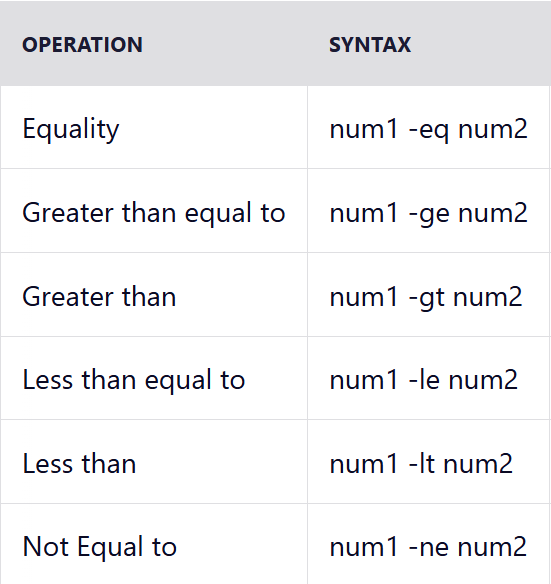 OPERATION SYNTAX
Equality num1 -eq num2
Greater than equal to num1 -ge num2
Greater than num1 -gt num2
Less than equal to num1 -le num2
Less than num1 -lt num2
Not Equal to num1 -ne num2